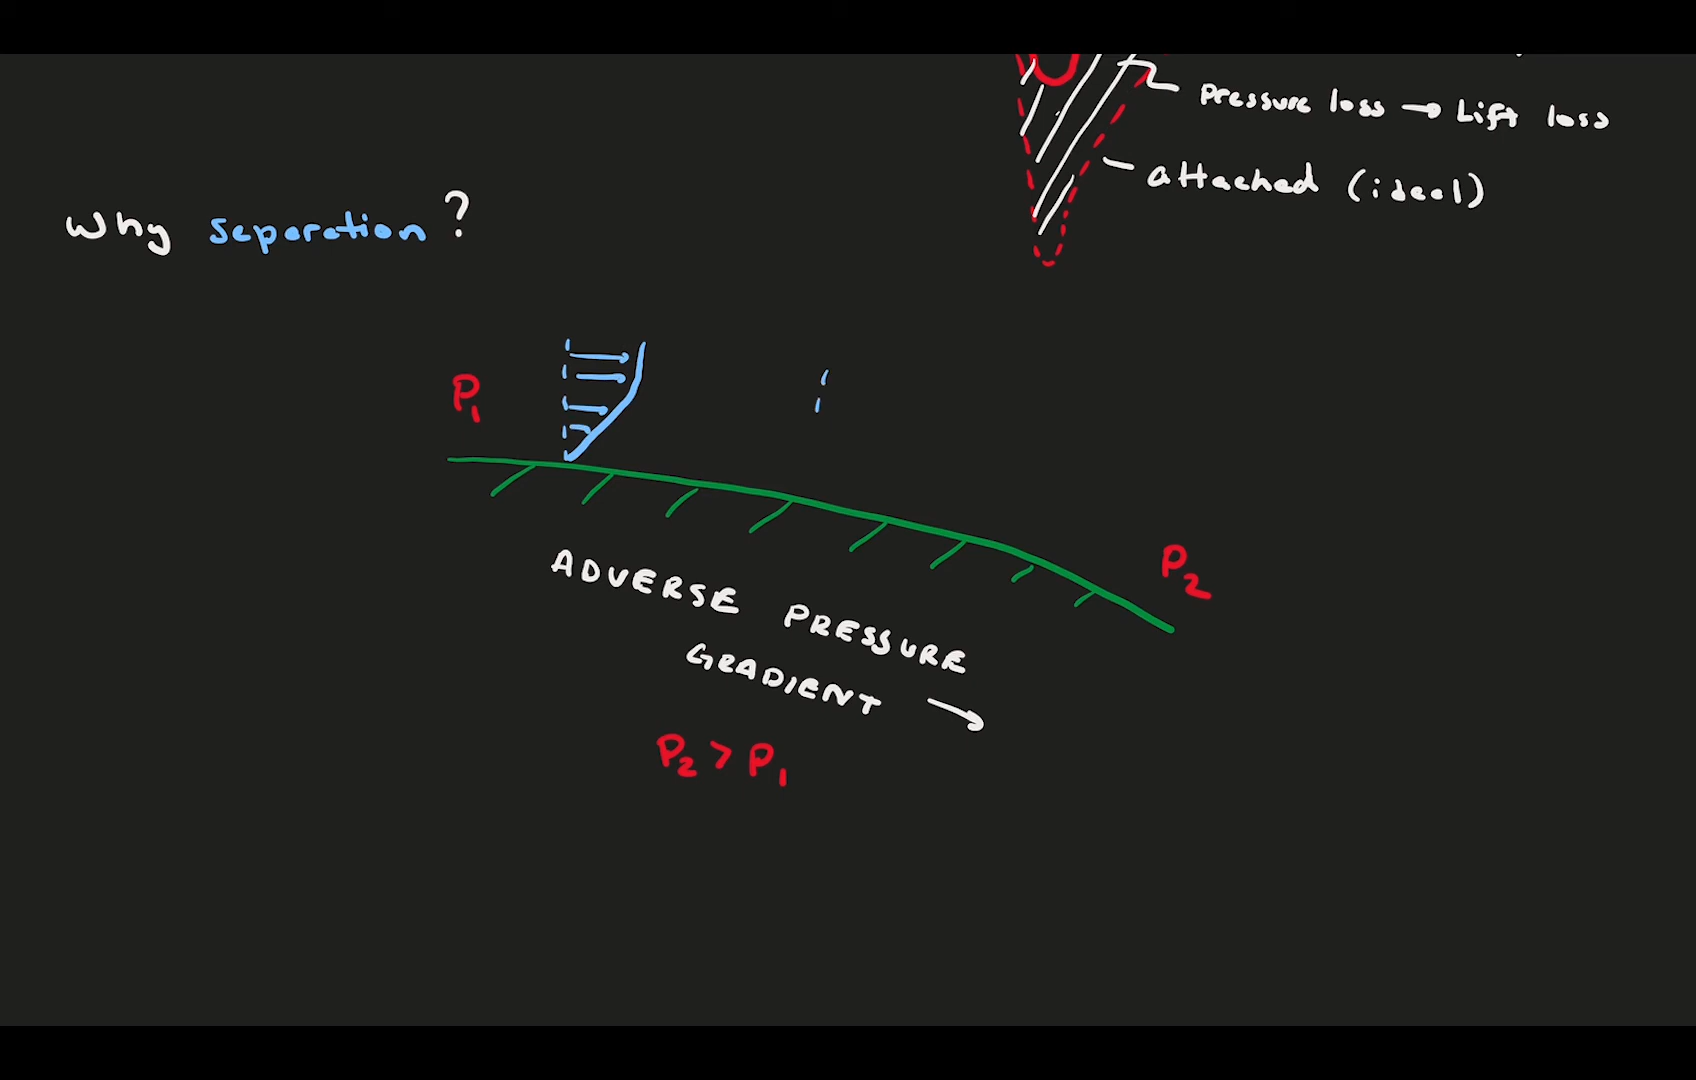 Pressure loss → Lift loss
attached (ideal)
Why separation?
P1
P2
ADVERSE PRESSURE
GRADIENT →
P2 > P1